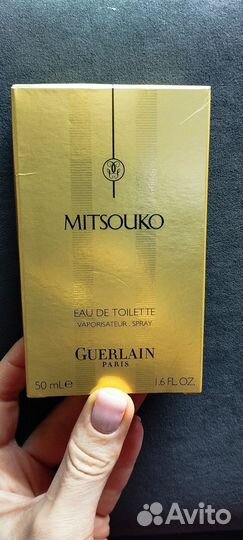 MITSOUKO
EAU DE TOILETTE
VAPORISATEUR . SPRAY
GUERLAIN
PARIS
50 mL e 1.6 FL. OZ.
Avito